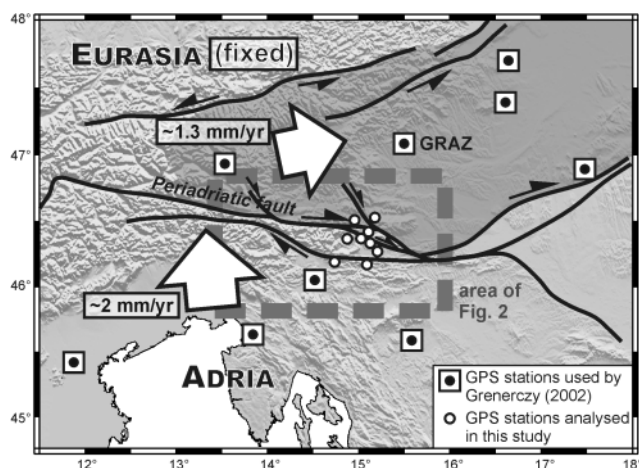 EURASIA (fixed)
48°
~1.3 mm/yr
GRAZ
47°
Periadriatic fault
46°
~2 mm/yr
area of
Fig. 2
ADRIA
GPS stations used by
Grenerczy (2002)
GPS stations analysed
in this study
45°
12° 13° 14° 15° 16° 17° 18°